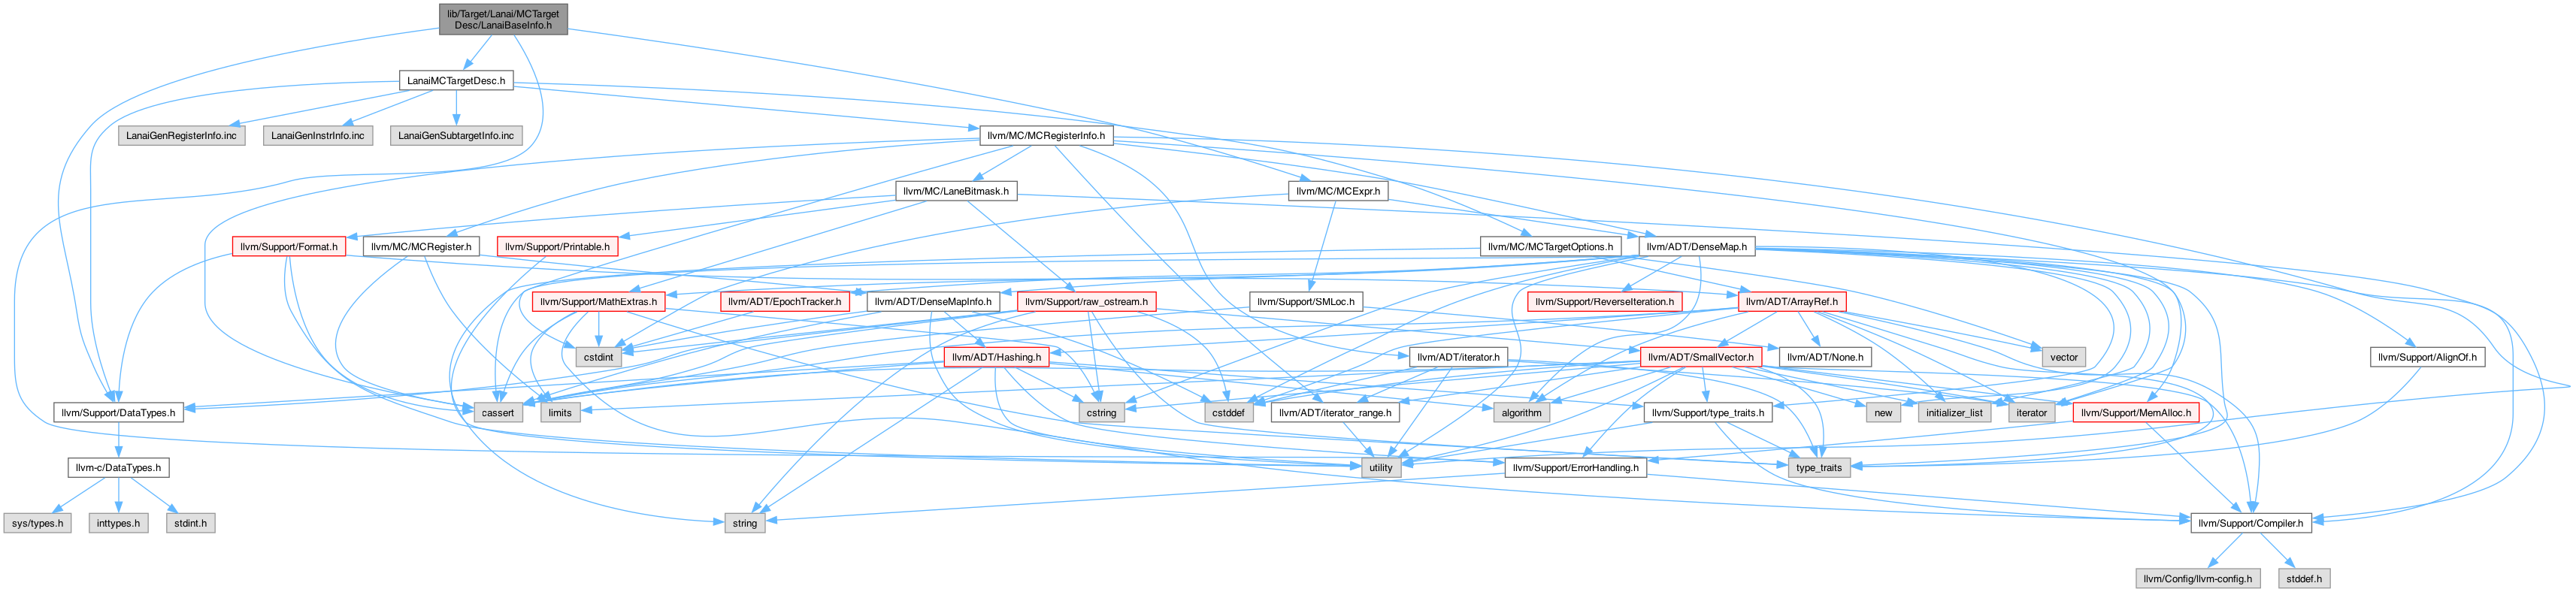 lib/Target/Lanai/MCTarget
Desc/LanaiBaseInfo.h
LanaiMCTargetDesc.h
LanaiGenRegisterInfo.inc
LanaiGenInstrInfo.inc
LanaiGenSubtargetInfo.inc
llvm/MC/MCRegisterInfo.h
llvm/MC/LaneBitmask.h
llvm/MC/MCExpr.h
llvm/Support/Format.h
llvm/MC/MCRegister.h
llvm/Support/Printable.h
llvm/MC/MCTargetOptions.h
llvm/ADT/DenseMap.h
llvm/Support/MathExtras.h
llvm/ADT/EpochTracker.h
llvm/ADT/DenseMapInfo.h
llvm/Support/raw_ostream.h
llvm/Support/SMLoc.h
llvm/Support/ReverseIteration.h
llvm/ADT/ArrayRef.h
cstdint
llvm/ADT/Hashing.h
llvm/ADT/iterator.h
llvm/ADT/SmallVector.h
llvm/ADT/None.h
vector
llvm/Support/AlignOf.h
llvm/Support/DataTypes.h
cassert
limits
cstring
algorithm
cstddef
llvm/ADT/iterator_range.h
llvm/Support/type_traits.h
new
initializer_list
iterator
llvm/Support/MemAlloc.h
llvm-c/DataTypes.h
utility
llvm/Support/ErrorHandling.h
type_traits
sys/types.h
inttypes.h
stdint.h
string
llvm/Support/Compiler.h
llvm/Config/llvm-config.h
stddef.h